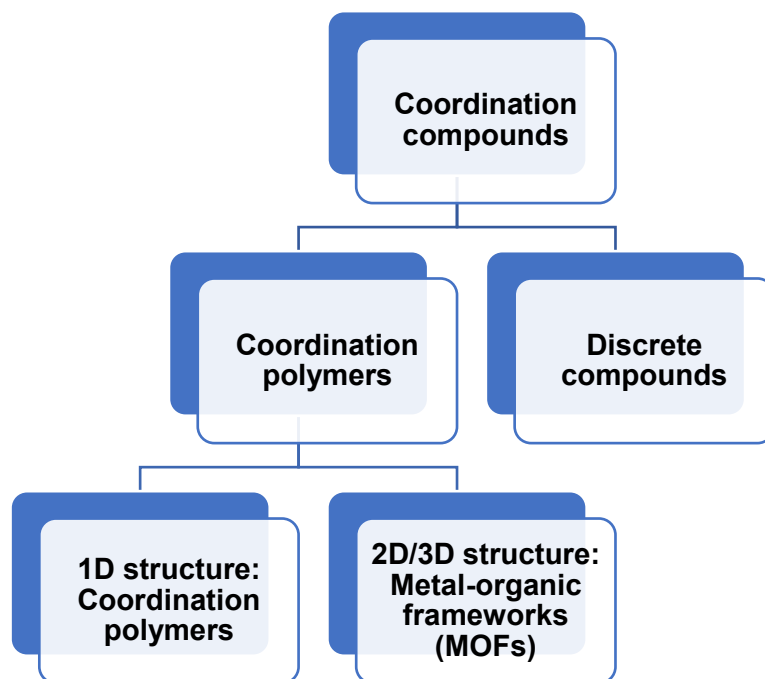 Coordination
compounds
Coordination
polymers
Discrete
compounds
1D structure:
Coordination
polymers
2D/3D structure:
Metal-organic
frameworks
(MOFs)